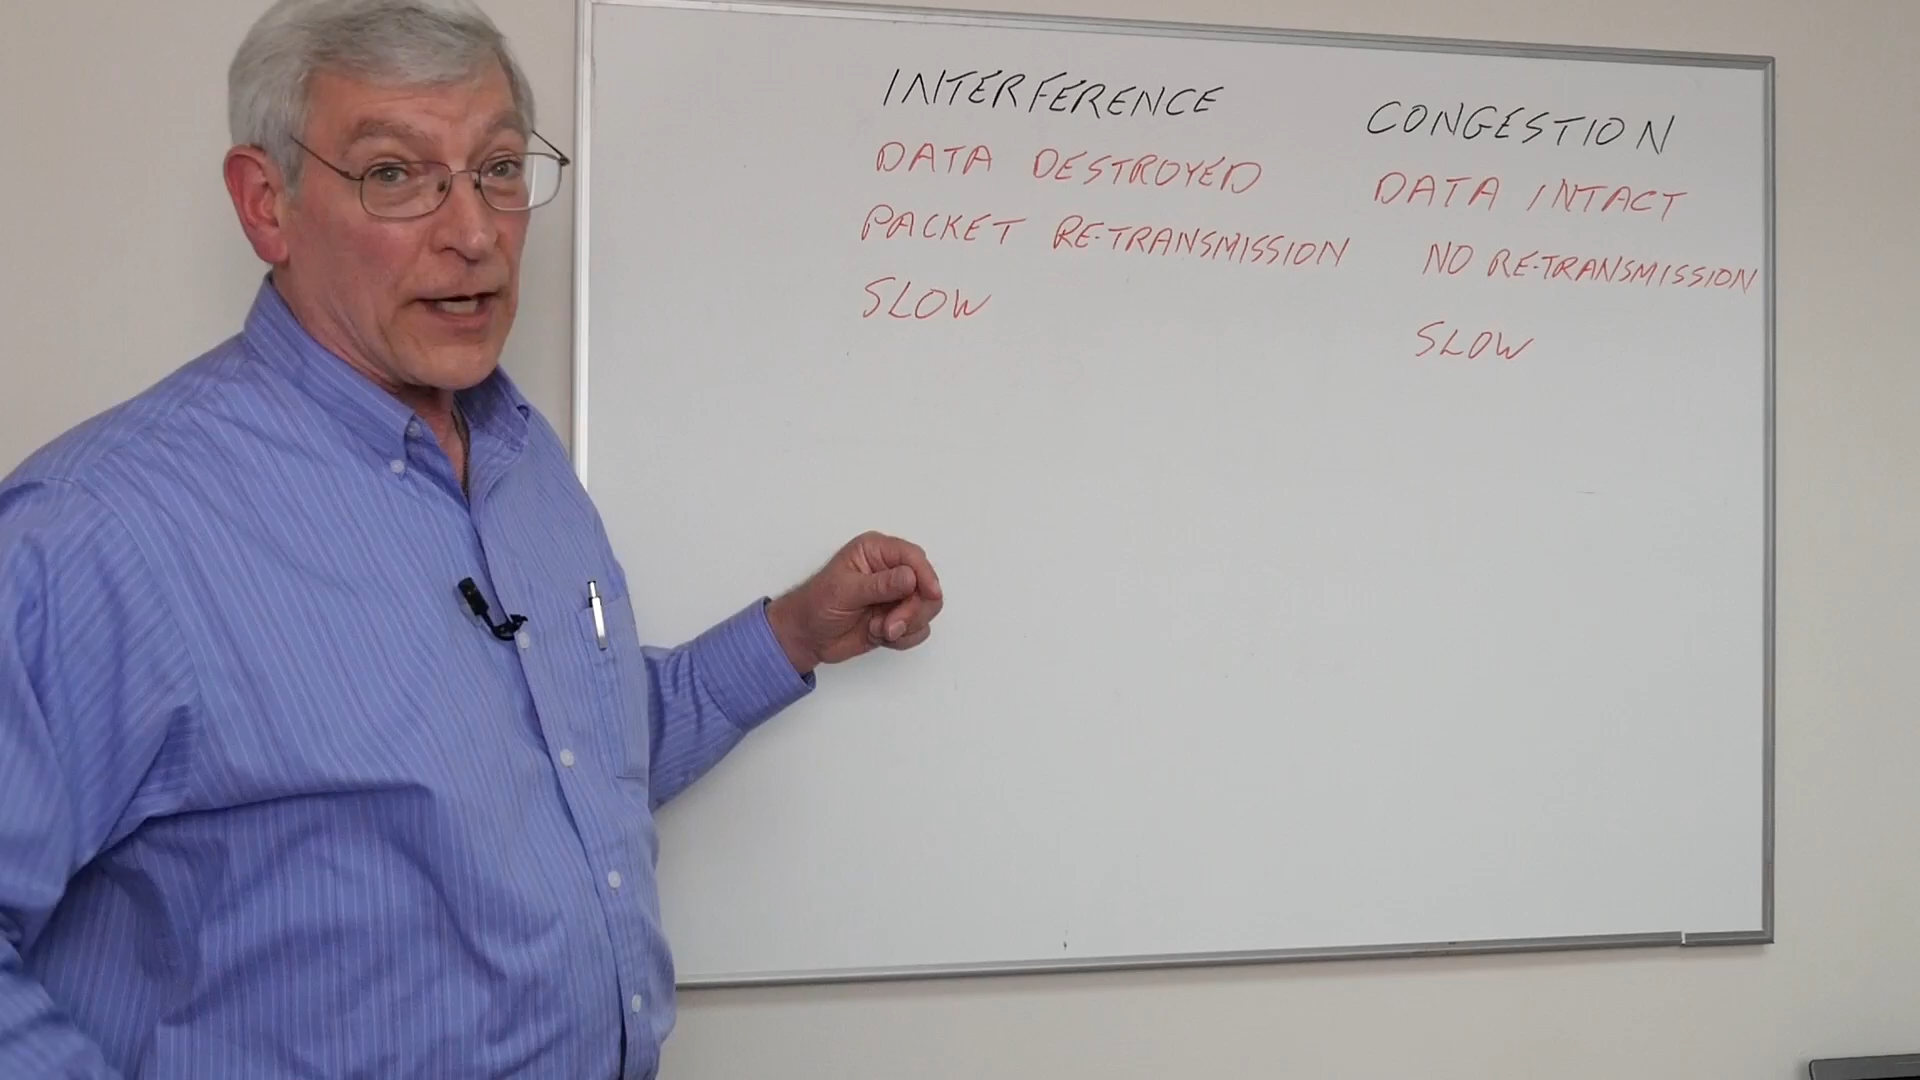 INTERFERENCE
DATA DESTROYED
PACKET RE-TRANSMISSION
SLOW
CONGESTION
DATA INTACT
NO RE-TRANSMISSION
SLOW